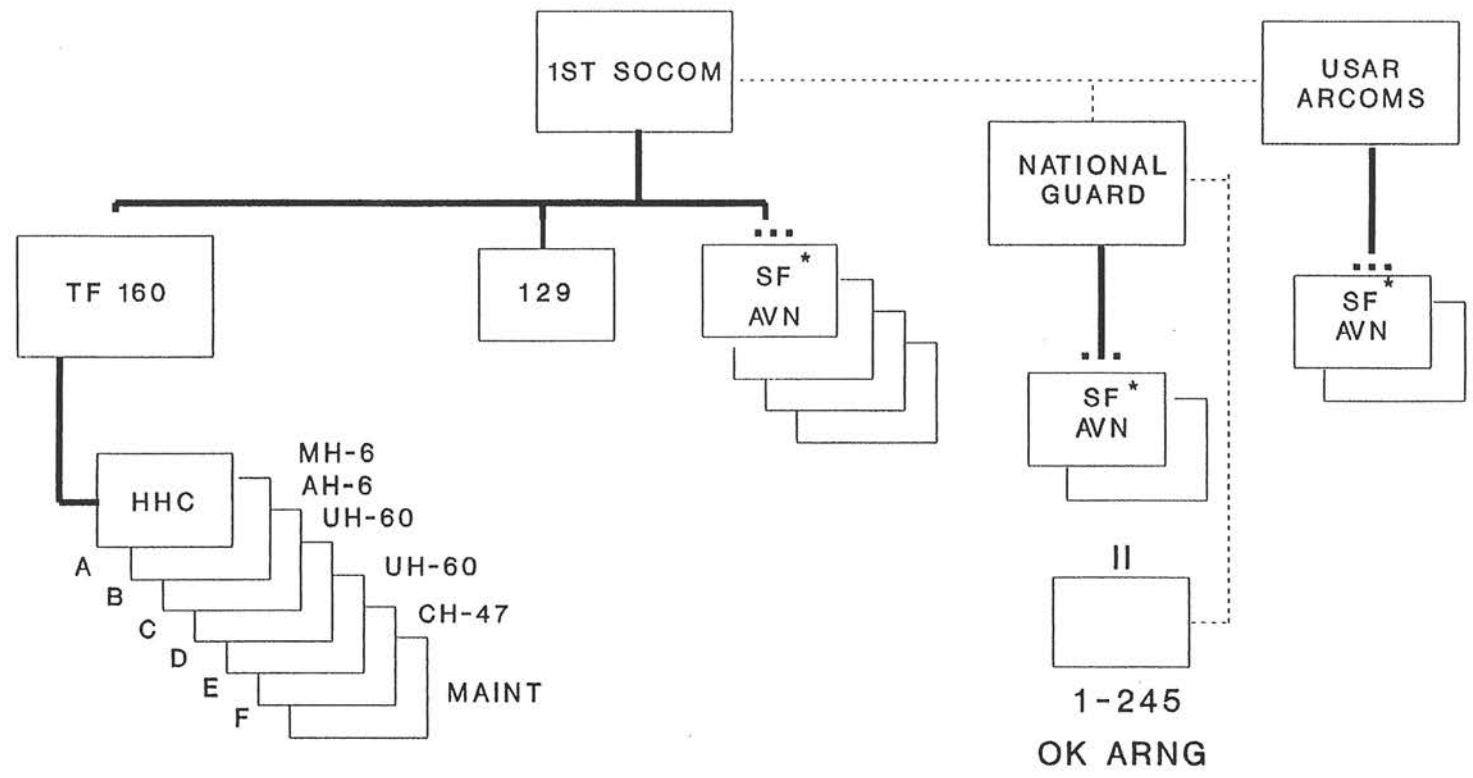 1ST SOCOM
USAR
ARCOMS
NATIONAL
GUARD
TF 160
129
SF *
AVN
SF *
AVN
SF *
AVN
HHC
MH-6
AH-6
UH-60
UH-60
CH-47
MAINT
A
B
C
D
E
F
II
1-245
OK ARNG